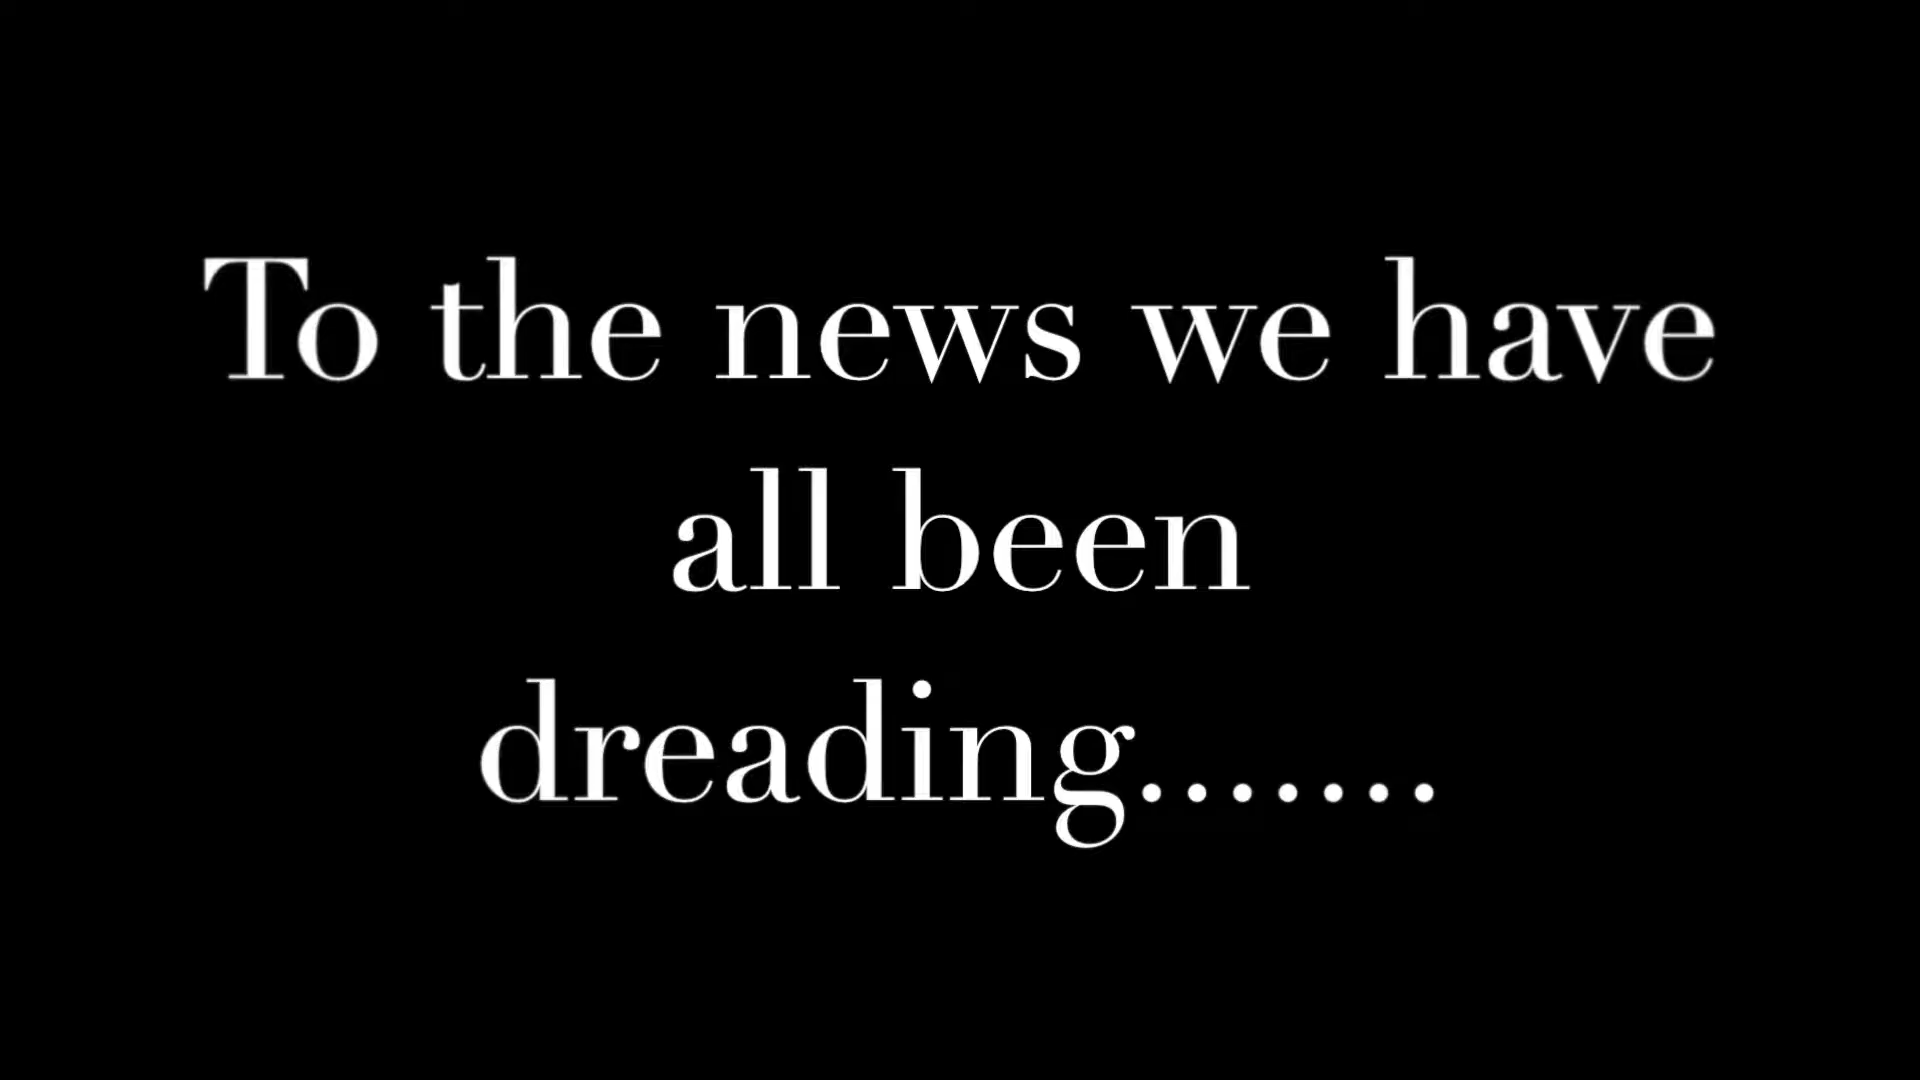 To the news we have
all been
dreading.......